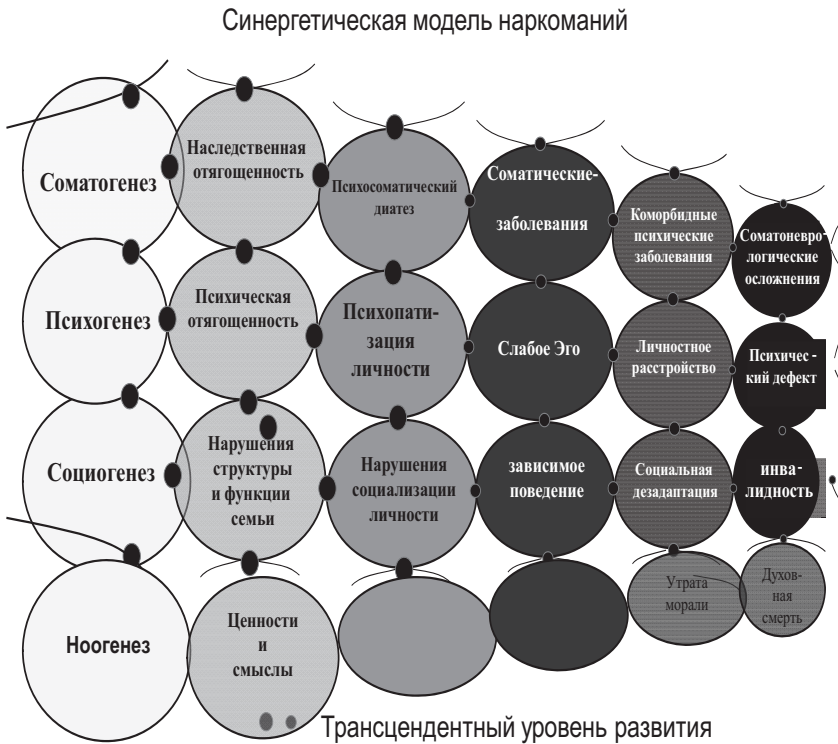 Синергетическая модель наркоманий
Соматогенез
Наследственная
отягощенность
Психосоматический
диатез
Соматические-
заболевания
Коморбидные
психические
заболевания
Соматоневро-
логические
осложнения
Психогенез
Психическая
отягощенность
Психопати-
зация
личности
Слабое Эго
Личностное
расстройство
Психичес -
кий дефект
Социогенез
Нарушения
структуры
и функции
семьи
Нарушения
социализации
личности
зависимое
поведение
Социальная
дезадаптация
инва-
лидность
Ноогенез
Ценности
и
смыслы
Утрата
морали
Духов-
ная
смерть
Трансцендентный уровень развития